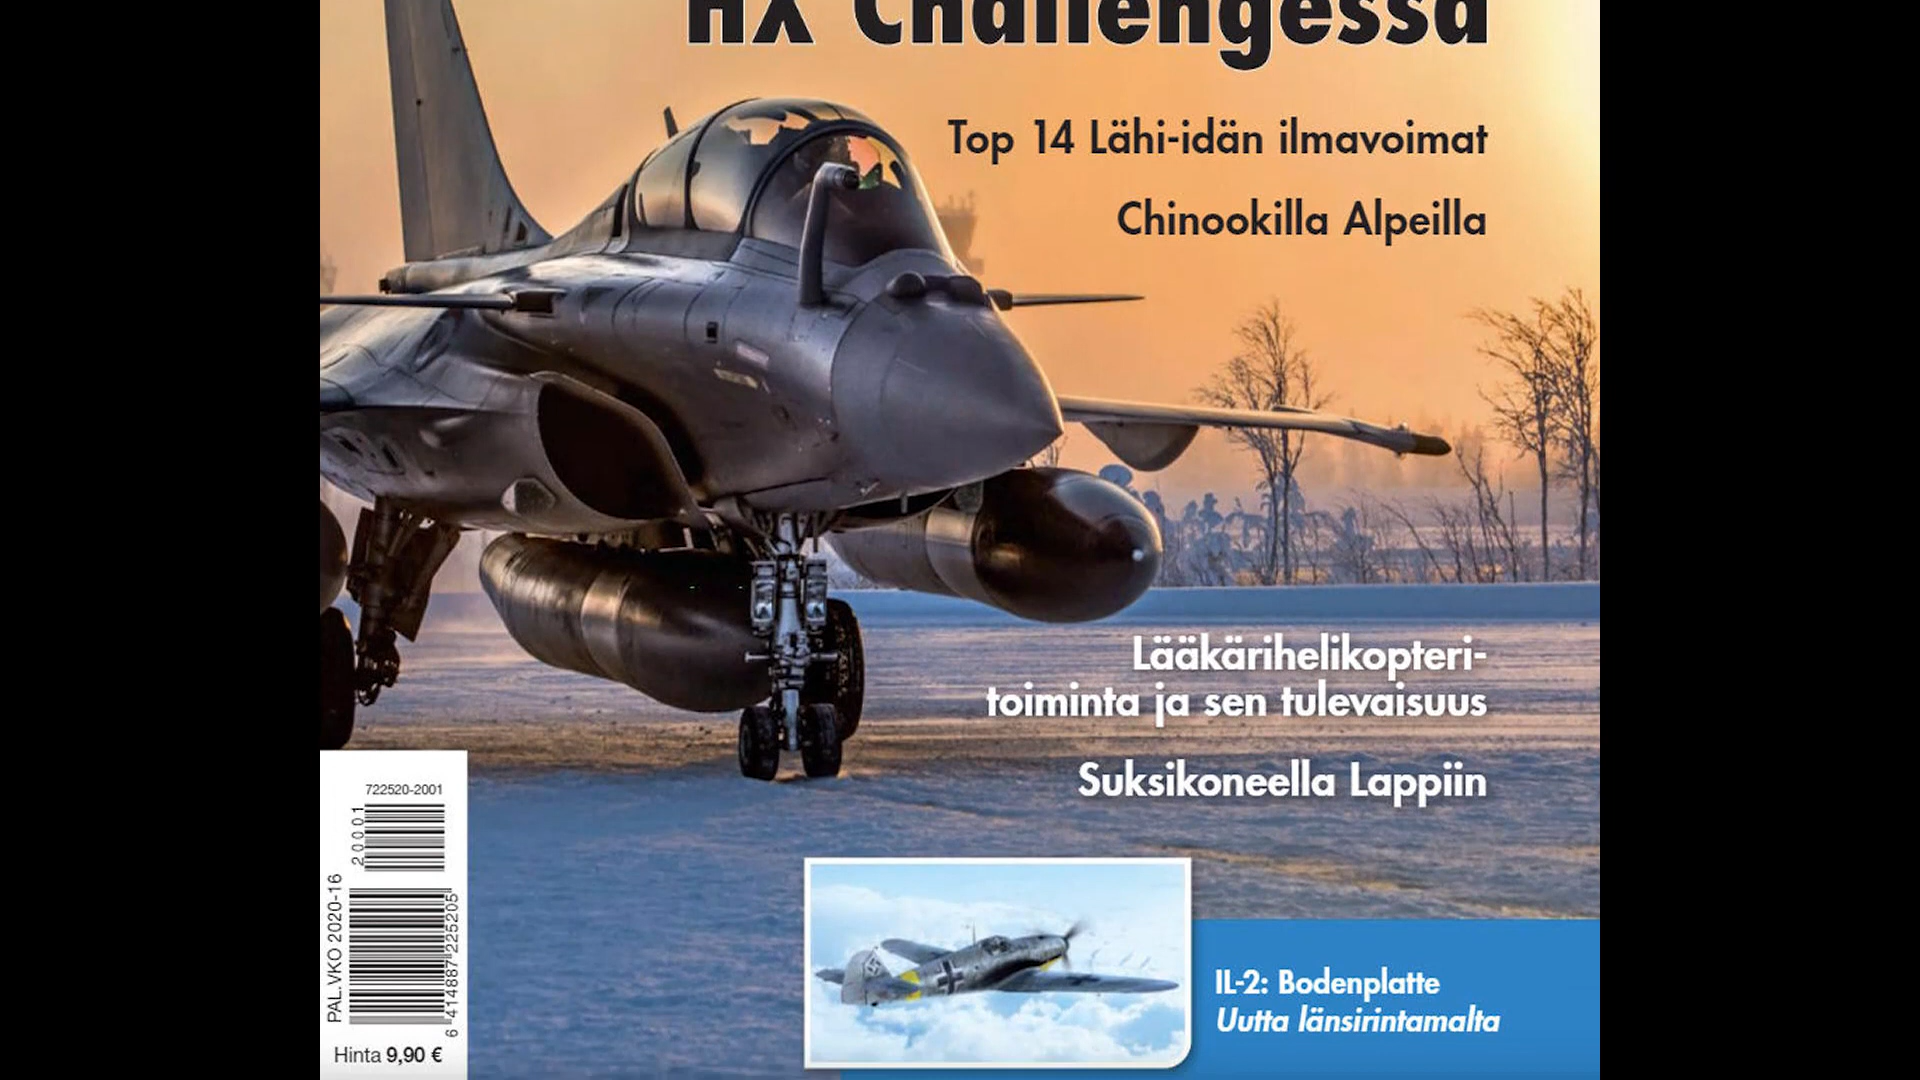 HX Challengessa
Top 14 Lähi-idän ilmavoimat
Chinookilla Alpeilla
Lääkärihelikopteri-
toiminta ja sen tulevaisuus
Suksikoneella Lappiin
722520-2001
20001
PAL.VKO 2020-16
6 414887 225205
Hinta 9,90 €
IL-2: Bodenplatte
Uutta länsirintamalta